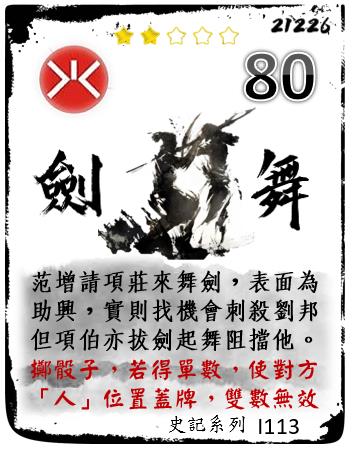 21226
80
劍 舞
范增請項莊來舞劍，表面為
助興，實則找機會刺殺劉邦
但項伯亦拔劍起舞阻擋他。
擲骰子，若得單數，使對方
「人」位置蓋牌，雙數無效
史記系列 I113